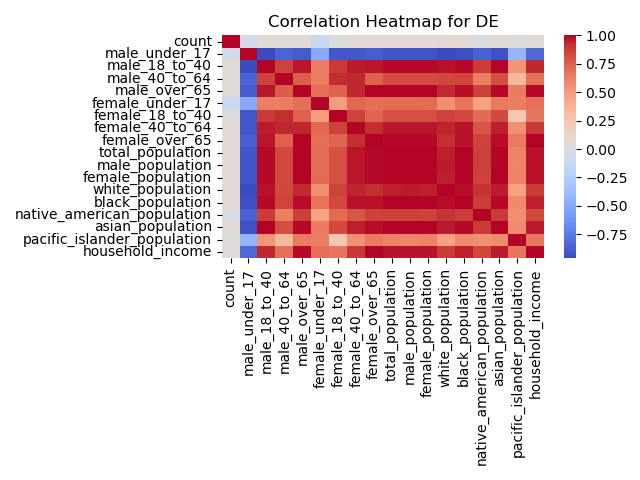 Correlation Heatmap for DE
count
male_under_17
male_18_to_40
male_40_to_64
male_over_65
female_under_17
female_18_to_40
female_40_to_64
female_over_65
total_population
male_population
female_population
white_population
black_population
native_american_population
asian_population
pacific_islander_population
household_income
count
male_under_17
male_18_to_40
male_40_to_64
male_over_65
female_under_17
female_18_to_40
female_40_to_64
female_over_65
total_population
male_population
female_population
white_population
black_population
native_american_population
asian_population
pacific_islander_population
household_income
1.00
0.75
0.50
0.25
0.00
−0.25
−0.50
−0.75